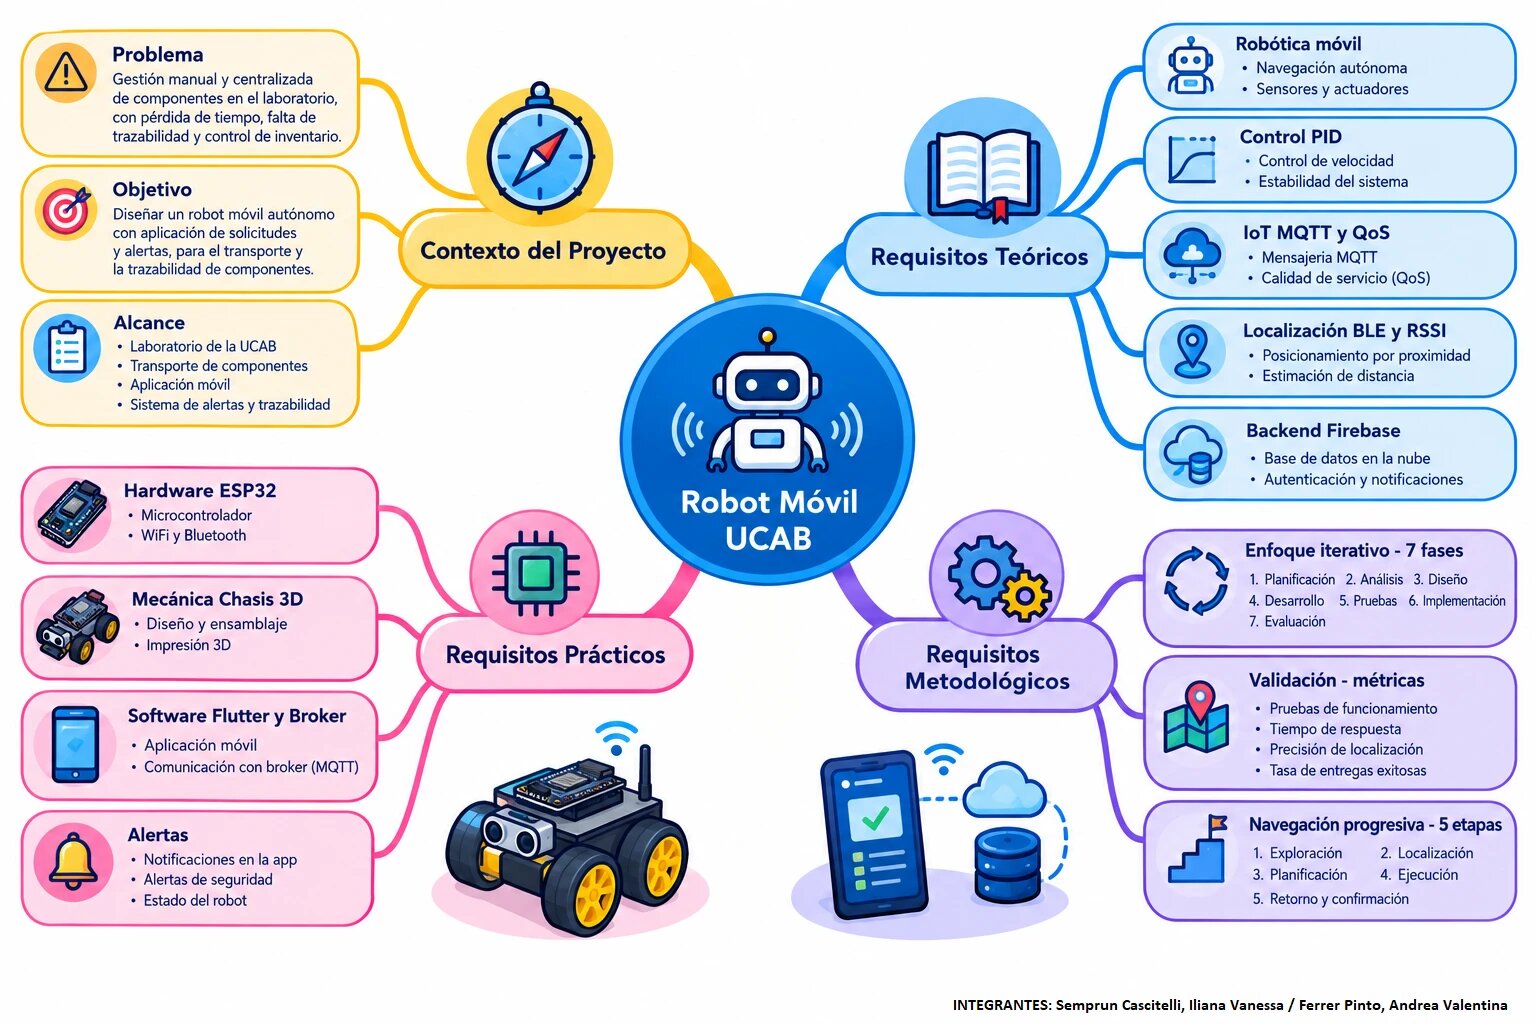 Problema
Gestión manual y centralizada
de componentes en el laboratorio,
con pérdida de tiempo, falta de
trazabilidad y control de inventario.
Objetivo
Diseñar un robot móvil autónomo
con aplicación de solicitudes
y alertas, para el transporte y
la trazabilidad de componentes.
Alcance
• Laboratorio de la UCAB
• Transporte de componentes
• Aplicación móvil
• Sistema de alertas y trazabilidad
Contexto del Proyecto
Requisitos Teóricos
Robótica móvil
• Navegación autónoma
• Sensores y actuadores
Control PID
• Control de velocidad
• Estabilidad del sistema
IoT MQTT y QoS
• Mensajeria MQTT
• Calidad de servicio (QoS)
Localización BLE y RSSI
• Posicionamiento por proximidad
• Estimación de distancia
Backend Firebase
• Base de datos en la nube
• Autenticación y notificaciones
Robot Móvil
UCAB
Hardware ESP32
• Microcontrolador
• WiFi y Bluetooth
Mecánica Chasis 3D
• Diseño y ensamblaje
• Impresión 3D
Software Flutter y Broker
• Aplicación móvil
• Comunicación con broker (MQTT)
Alertas
• Notificaciones en la app
• Alertas de seguridad
• Estado del robot
Requisitos Prácticos
Requisitos
Metodológicos
Enfoque iterativo - 7 fases
1. Planificación 2. Análisis 3. Diseño
4. Desarrollo 5. Pruebas 6. Implementación
7. Evaluación
Validación - métricas
• Pruebas de funcionamiento
• Tiempo de respuesta
• Precisión de localización
• Tasa de entregas exitosas
Navegación progresiva - 5 etapas
1. Exploración 2. Localización
3. Planificación 4. Ejecución
5. Retorno y confirmación
INTEGRANTES: Semprun Cascitelli, Iliana Vanessa / Ferrer Pinto, Andrea Valentina